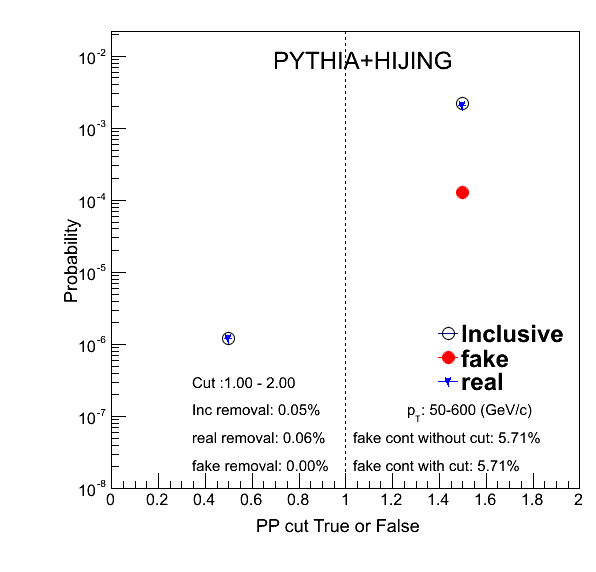 PYTHIA+HIJING
10-2
10-3
10-4
10-5
10-6
10-7
10-8
Probability
Inclusive
fake
real
Cut :1.00 - 2.00
Inc removal: 0.05%
real removal: 0.06%
fake removal: 0.00%
pT: 50-600 (GeV/c)
fake cont without cut: 5.71%
fake cont with cut: 5.71%
0 0.2 0.4 0.6 0.8 1 1.2 1.4 1.6 1.8 2
PP cut True or False